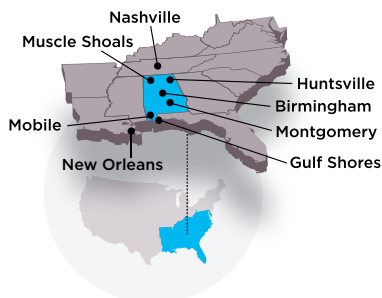 Nashville
Muscle Shoals
Huntsville
Birmingham
Mobile
Montgomery
Gulf Shores
New Orleans